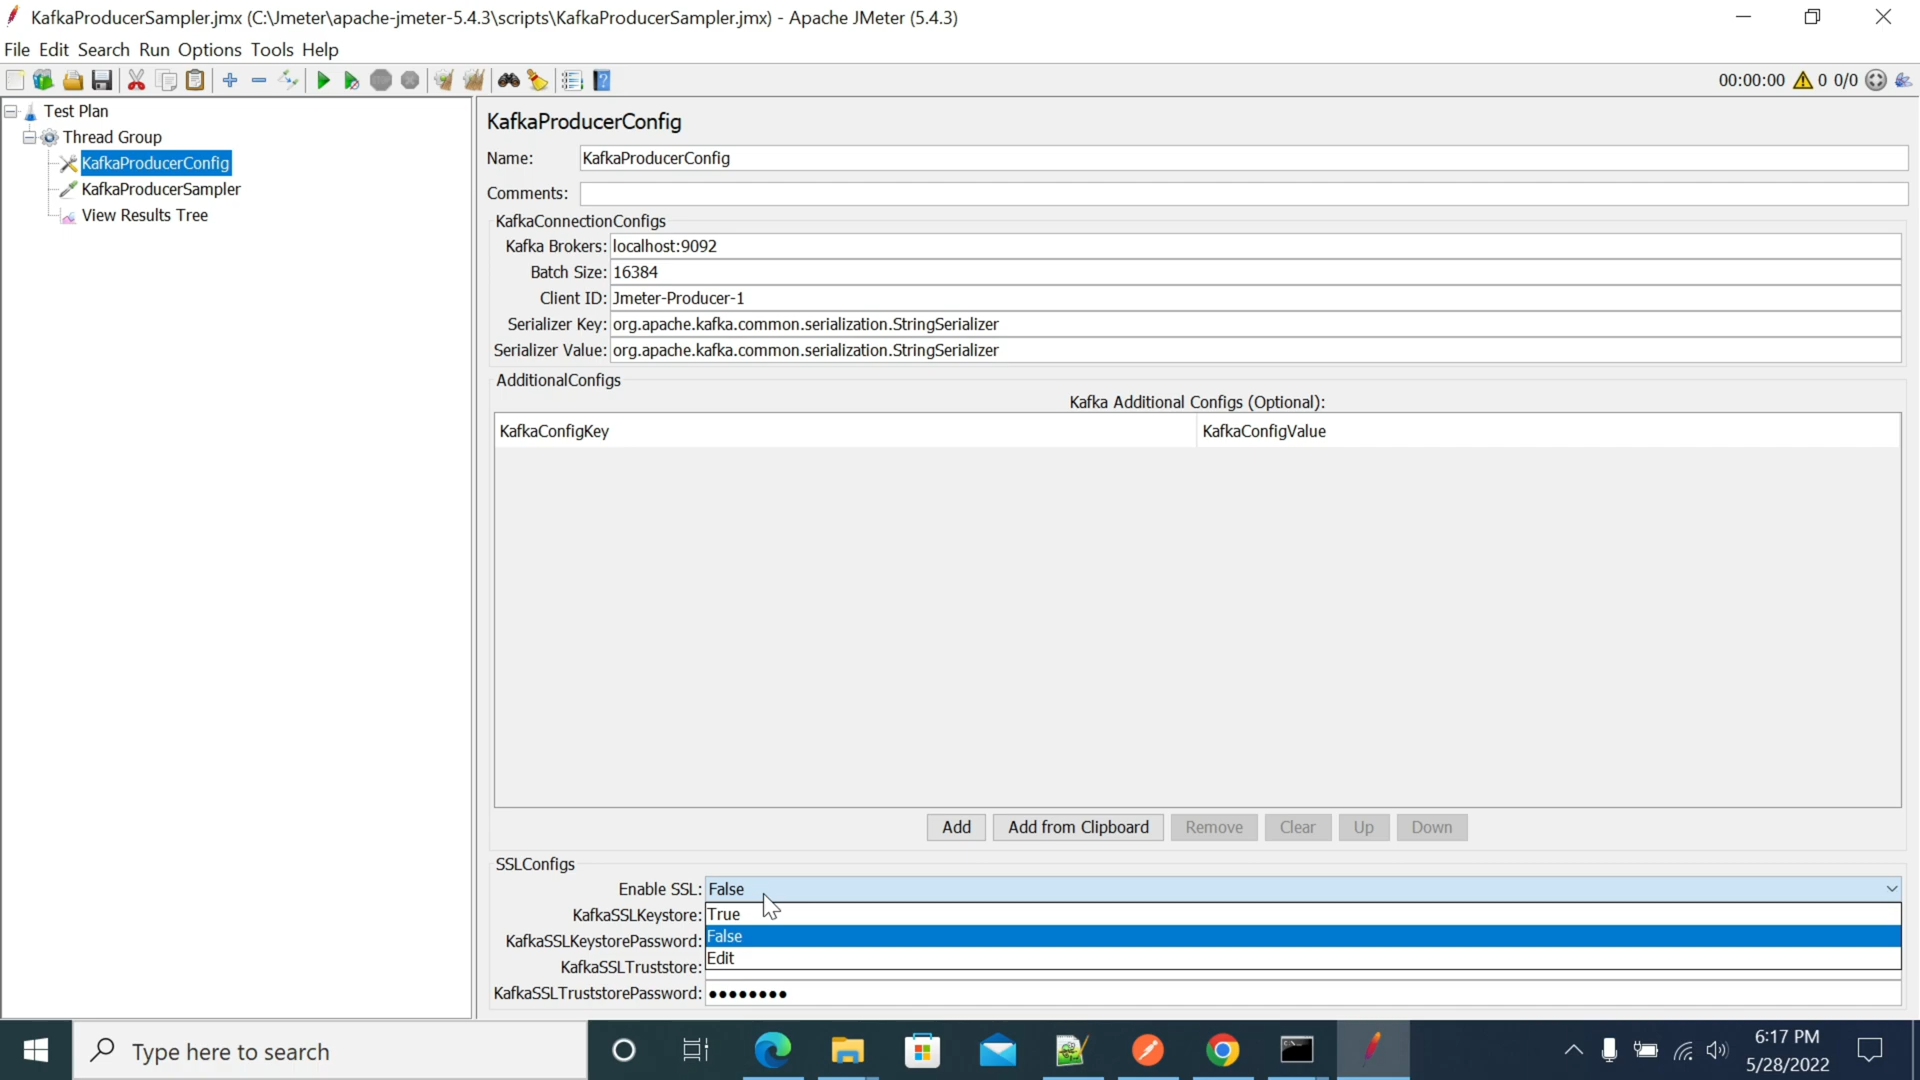 KafkaProducerSampler.jmx (C:\Jmeter\apache-jmeter-5.4.3\scripts\KafkaProducerSampler.jmx) - Apache JMeter (5.4.3)
File Edit Search Run Options Tools Help
00:00:00 0 0/0
Test Plan
Thread Group
KafkaProducerConfig
KafkaProducerSampler
View Results Tree
KafkaProducerConfig
Name: KafkaProducerConfig
Comments:
KafkaConnectionConfigs
Kafka Brokers: localhost:9092
Batch Size: 16384
Client ID: Jmeter-Producer-1
Serializer Key: org.apache.kafka.common.serialization.StringSerializer
Serializer Value: org.apache.kafka.common.serialization.StringSerializer
AdditionalConfigs
Kafka Additional Configs (Optional):
KafkaConfigKey KafkaConfigValue
Add Add from Clipboard Remove Clear Up Down
SSLConfigs
Enable SSL: False
KafkaSSLKeystore: True
False
KafkaSSLKeystorePassword:
Edit
KafkaSSLTruststore:
KafkaSSLTruststorePassword: ●●●●●●●●
Type here to search
6:17 PM
5/28/2022